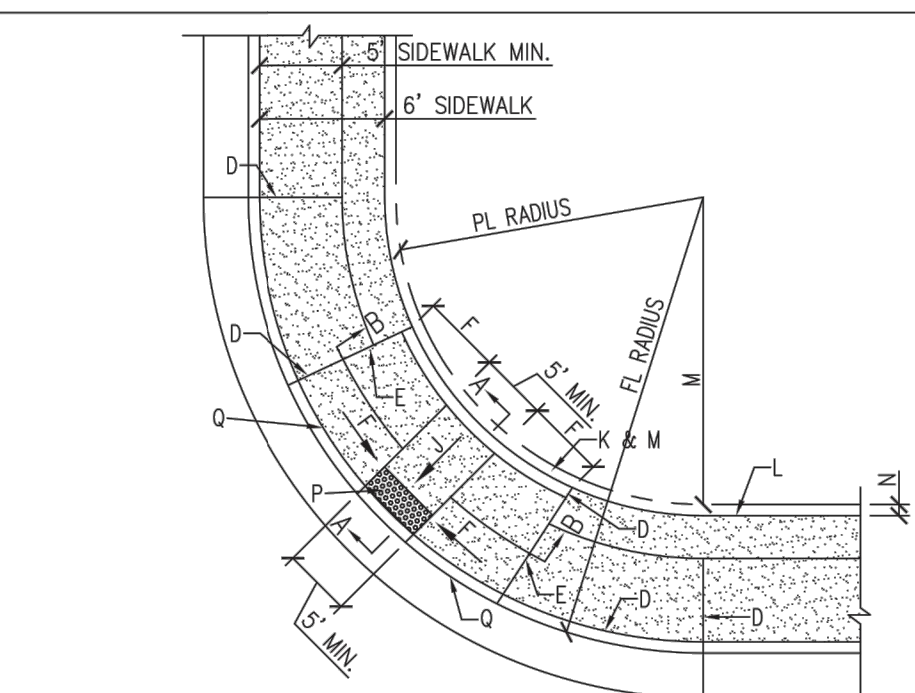 5' SIDEWALK MIN.
6' SIDEWALK
D
PL RADIUS
B
F
D
E
A
5' MIN.
FL RADIUS
M
F
K & M
L
N
Q
F
J
P
A
F
B
D
E
D
D
Q
5' MIN.